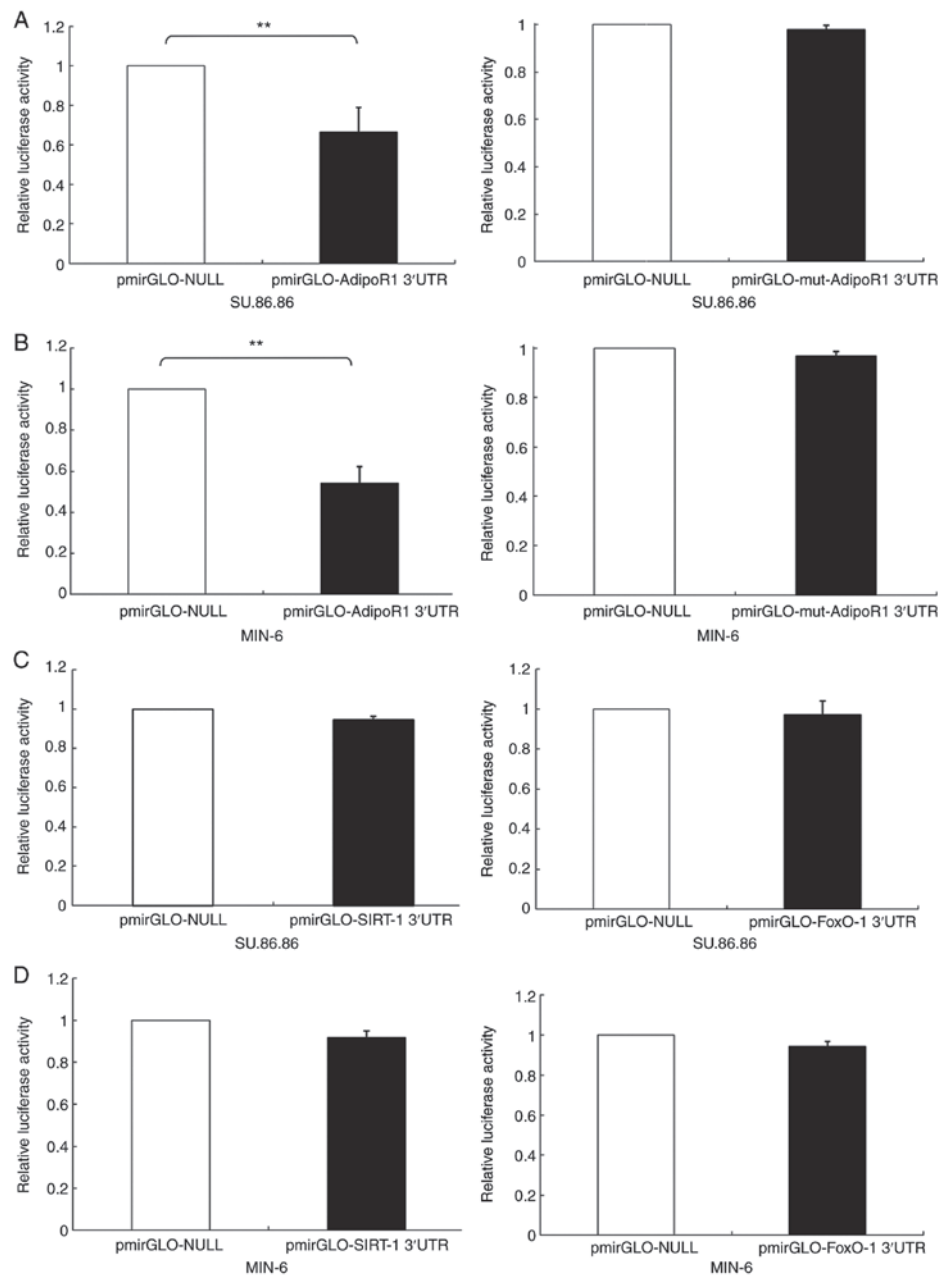 A
Relative luciferase activity
1.2
1
0.8
0.6
0.4
0.2
0
**
pmirGLO-NULL
pmirGLO-AdipoR1 3′UTR
SU.86.86
Relative luciferase activity
1
0.8
0.6
0.4
0.2
0
pmirGLO-NULL
pmirGLO-mut-AdipoR1 3′UTR
SU.86.86
B
Relative luciferase activity
1.2
1
0.8
0.6
0.4
0.2
0
**
pmirGLO-NULL
pmirGLO-AdipoR1 3′UTR
MIN-6
Relative luciferase activity
1
0.8
0.6
0.4
0.2
0
pmirGLO-NULL
pmirGLO-mut-AdipoR1 3′UTR
MIN-6
C
Relative luciferase activity
1.2
1
0.8
0.6
0.4
0.2
0
pmirGLO-NULL
pmirGLO-SIRT-1 3′UTR
SU.86.86
Relative luciferase activity
1.2
1
0.8
0.6
0.4
0.2
0
pmirGLO-NULL
pmirGLO-FoxO-1 3′UTR
SU.86.86
D
Relative luciferase activity
1.2
1
0.8
0.6
0.4
0.2
0
pmirGLO-NULL
pmirGLO-SIRT-1 3′UTR
MIN-6
Relative luciferase activity
1.2
1
0.8
0.6
0.4
0.2
0
pmirGLO-NULL
pmirGLO-FoxO-1 3′UTR
MIN-6